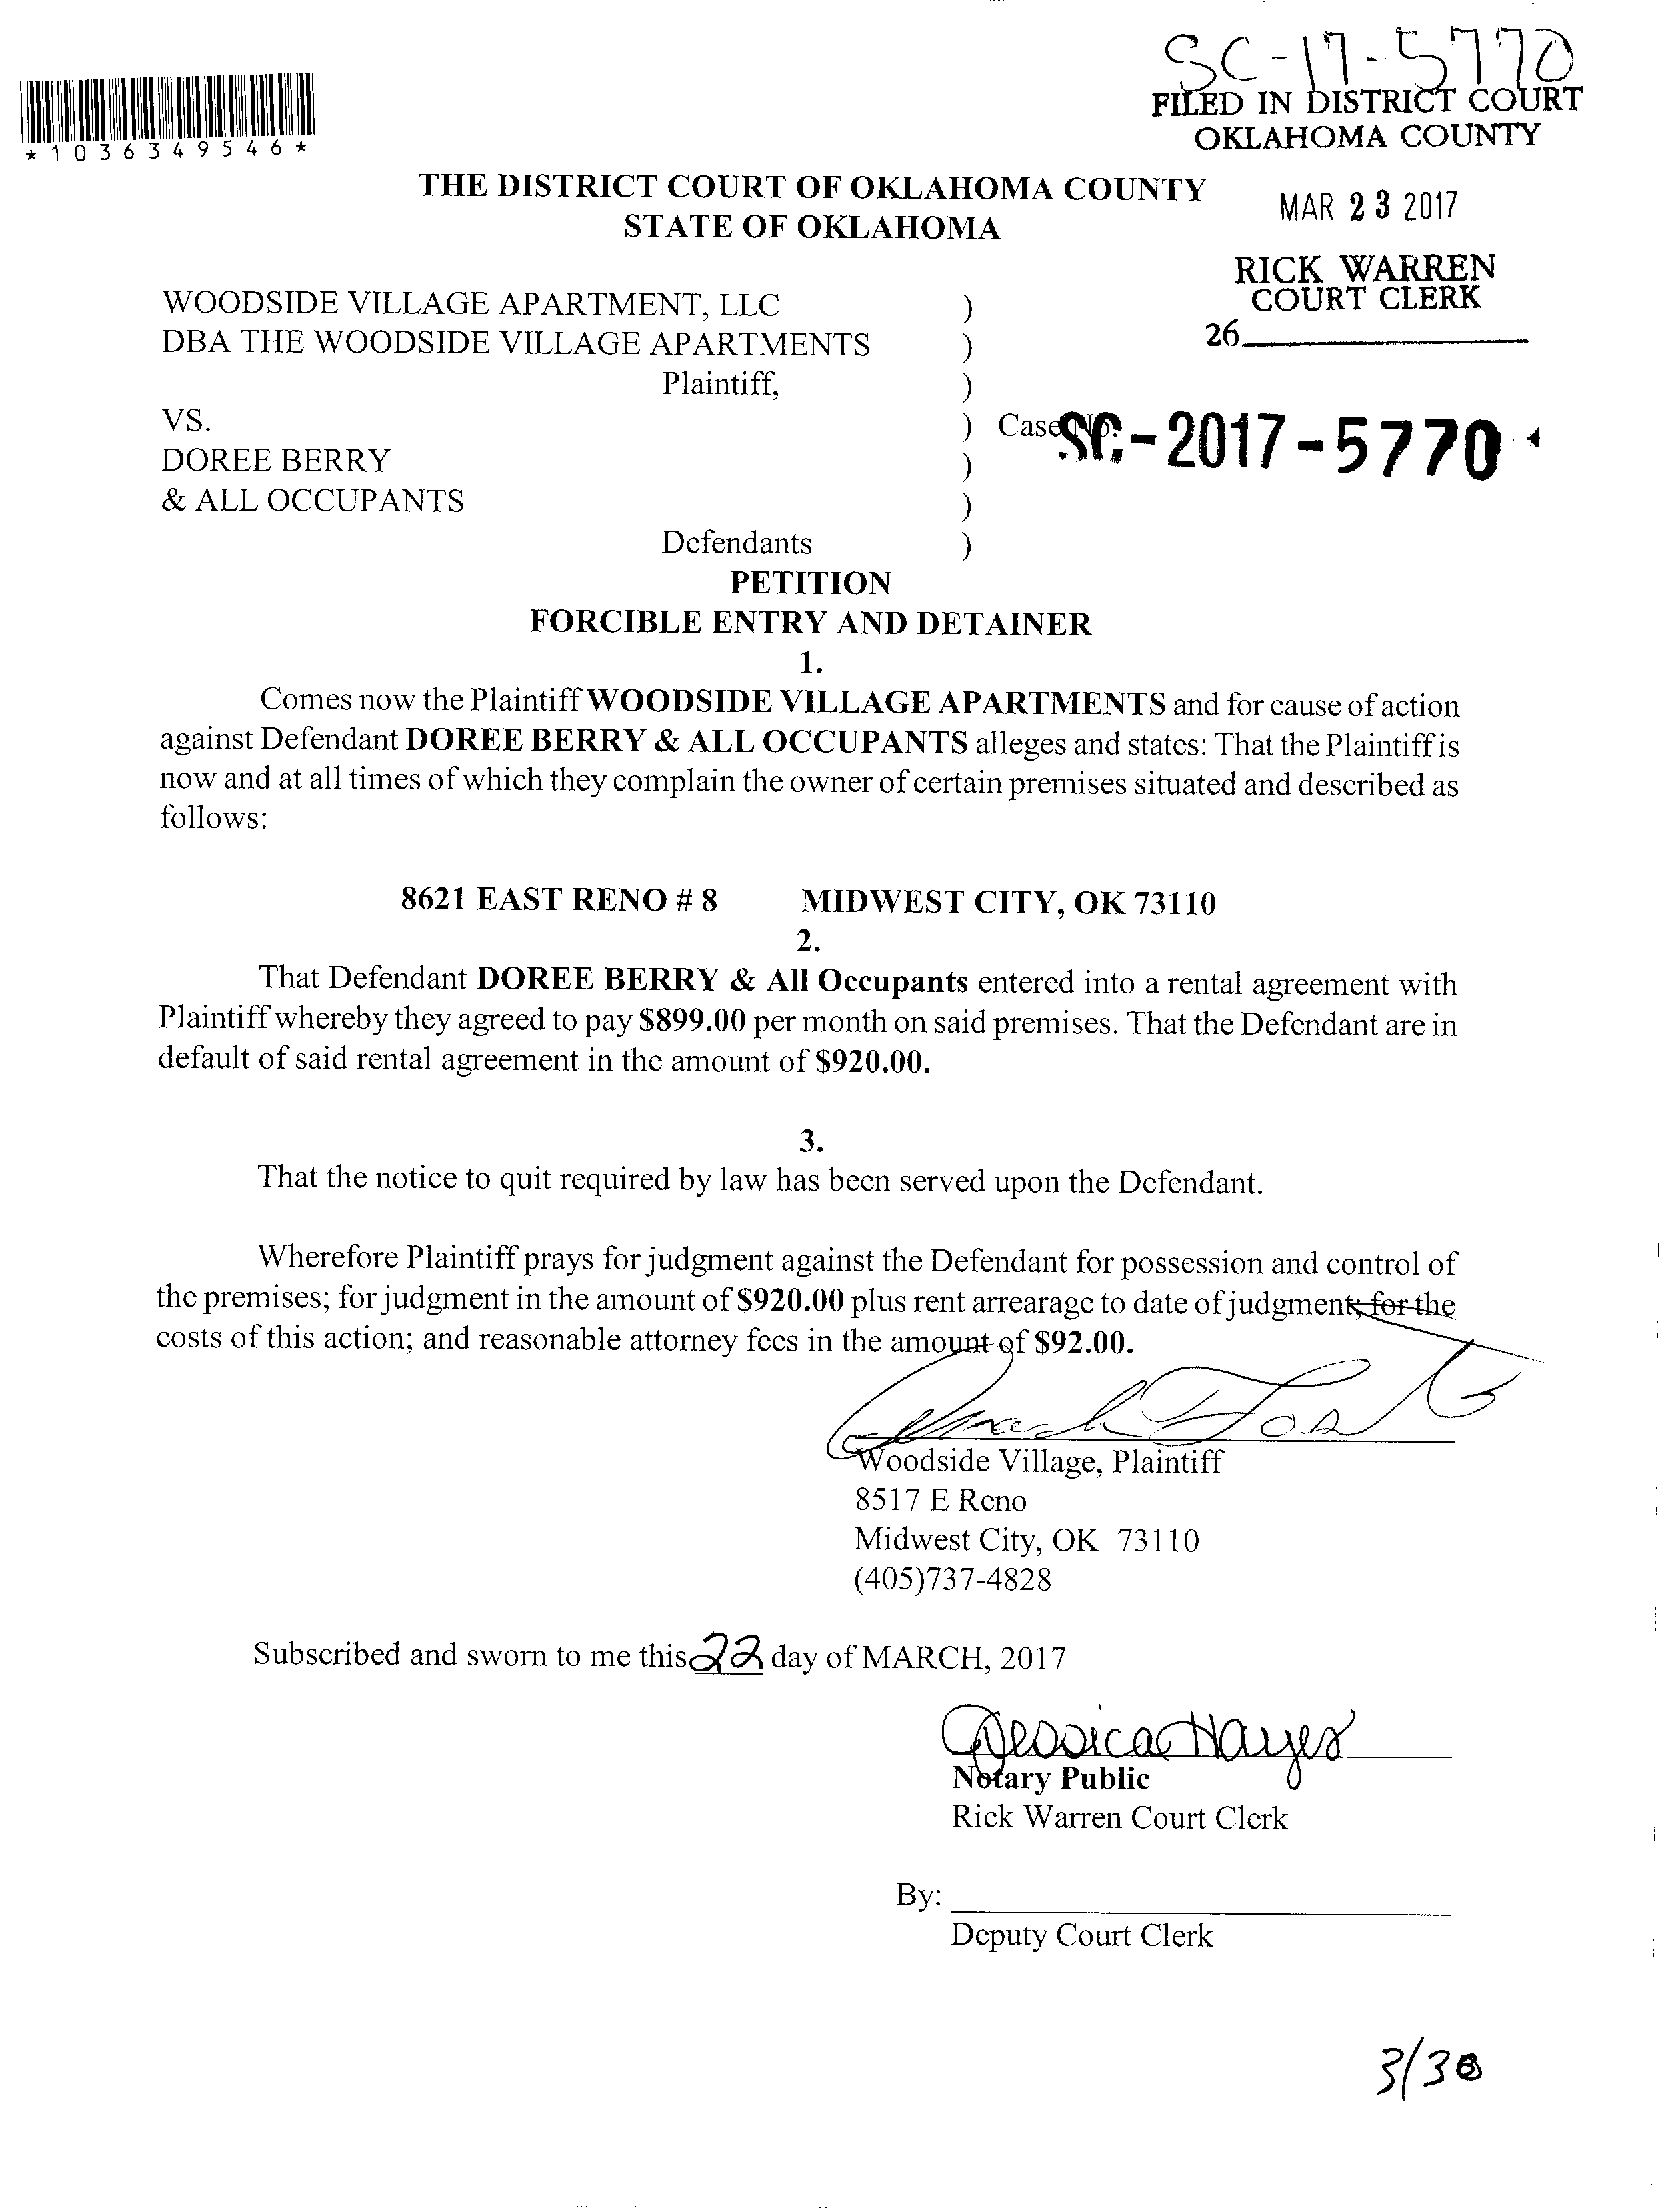 SC-17-5770
FILED IN DISTRICT COURT
OKLAHOMA COUNTY
*1036349546*
THE DISTRICT COURT OF OKLAHOMA COUNTY
STATE OF OKLAHOMA
MAR 23 2017
RICK WARREN
COURT CLERK
26
WOODSIDE VILLAGE APARTMENT, LLC )
DBA THE WOODSIDE VILLAGE APARTMENTS )
Plaintiff, )
VS. ) Case No: SC-2017-5770
DOREE BERRY )
& ALL OCCUPANTS )
Defendants )
PETITION
FORCIBLE ENTRY AND DETAINER
1.
Comes now the Plaintiff WOODSIDE VILLAGE APARTMENTS and for cause of action
against Defendant DOREE BERRY & ALL OCCUPANTS alleges and states: That the Plaintiff is
now and at all times of which they complain the owner of certain premises situated and described as
follows:
8621 EAST RENO # 8 MIDWEST CITY, OK 73110
2.
That Defendant DOREE BERRY & All Occupants entered into a rental agreement with
Plaintiff whereby they agreed to pay $899.00 per month on said premises. That the Defendant are in
default of said rental agreement in the amount of $920.00.
3.
That the notice to quit required by law has been served upon the Defendant.
Wherefore Plaintiff prays for judgment against the Defendant for possession and control of
the premises; for judgment in the amount of $920.00 plus rent arrearage to date of judgment; for the
costs of this action; and reasonable attorney fees in the amount of $92.00.
Woodside Village, Plaintiff
8517 E Reno
Midwest City, OK 73110
(405)737-4828
Subscribed and sworn to me this 22 day of MARCH, 2017
Jessica Hayes
Notary Public
Rick Warren Court Clerk
By:
Deputy Court Clerk
3/30